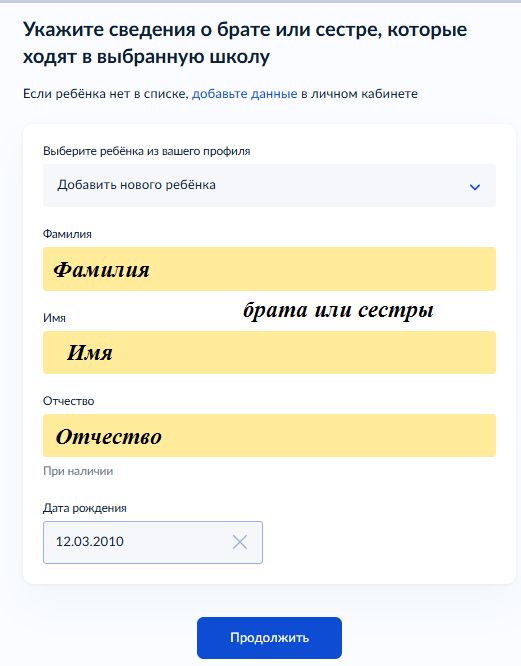 Укажите сведения о брате или сестре, которые
ходят в выбранную школу
Если ребёнка нет в списке, добавьте данные в личном кабинете
Выберите ребёнка из вашего профиля
Добавить нового ребёнка
Фамилия
Фамилия
брата или сестры
Имя
Имя
Отчество
Отчество
При наличии
Дата рождения
12.03.2010
Продолжить